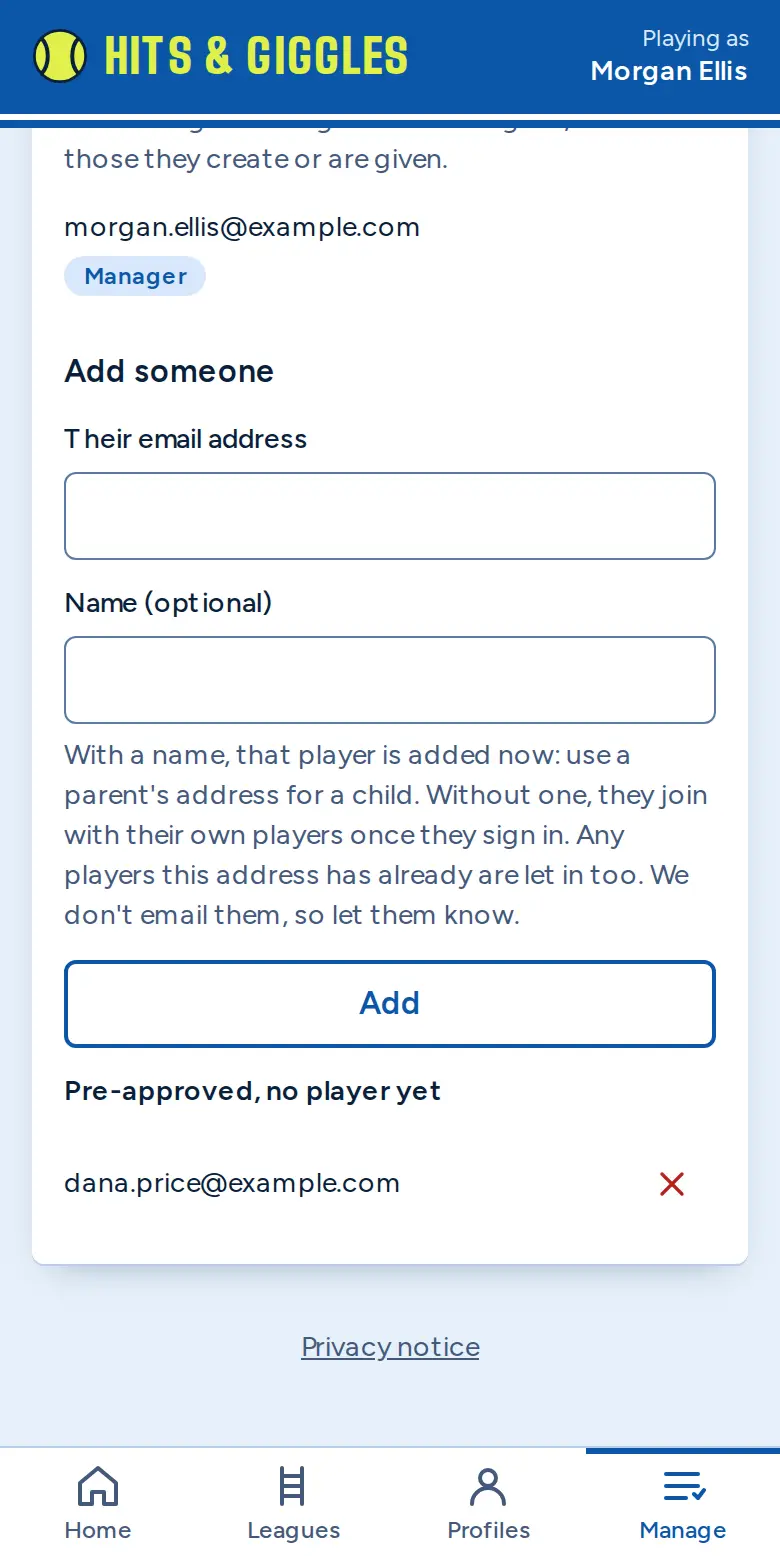 HITS & GIGGLES
Playing as
Morgan Ellis
those they create or are given.
morgan.ellis@example.com
Manager
Add someone
Their email address
Name (optional)
With a name, that player is added now: use a
parent's address for a child. Without one, they join
with their own players once they sign in. Any
players this address has already are let in too. We
don't email them, so let them know.
Add
Pre-approved, no player yet
dana.price@example.com
Privacy notice
Home
Leagues
Profiles
Manage